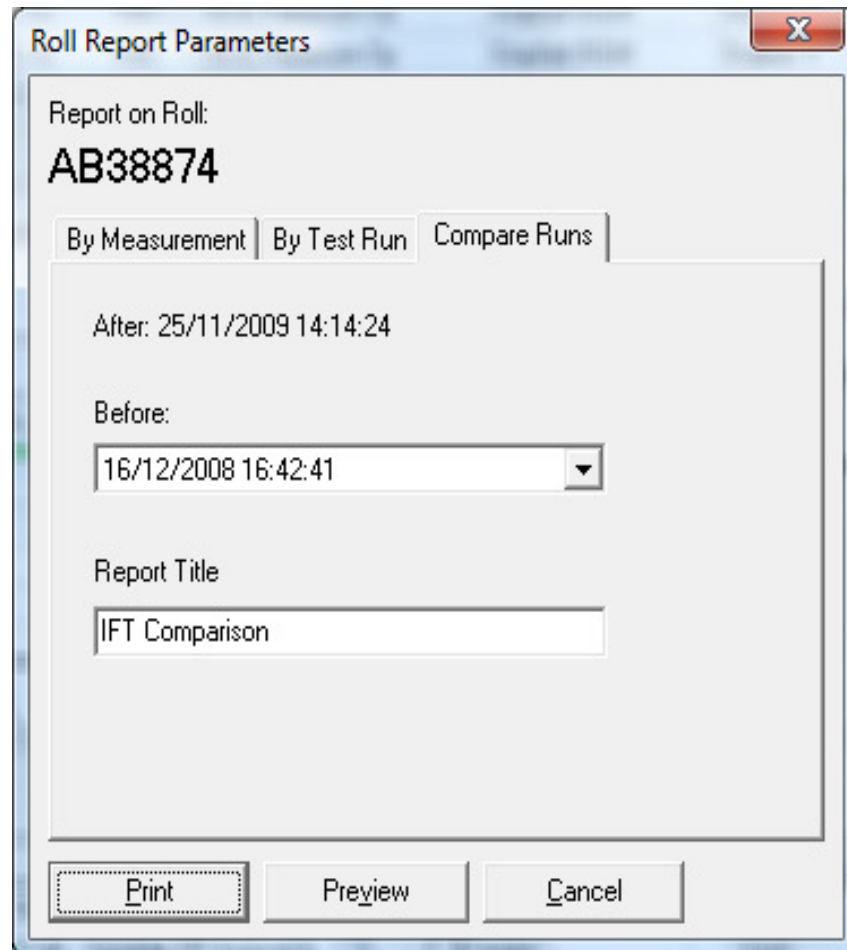 Roll Report Parameters
X
Report on Roll:
AB38874
By Measurement By Test Run Compare Runs
After: 25/11/2009 14:14:24
Before:
16/12/2008 16:42:41
Report Title
IFT Comparison
Print Preview Cancel